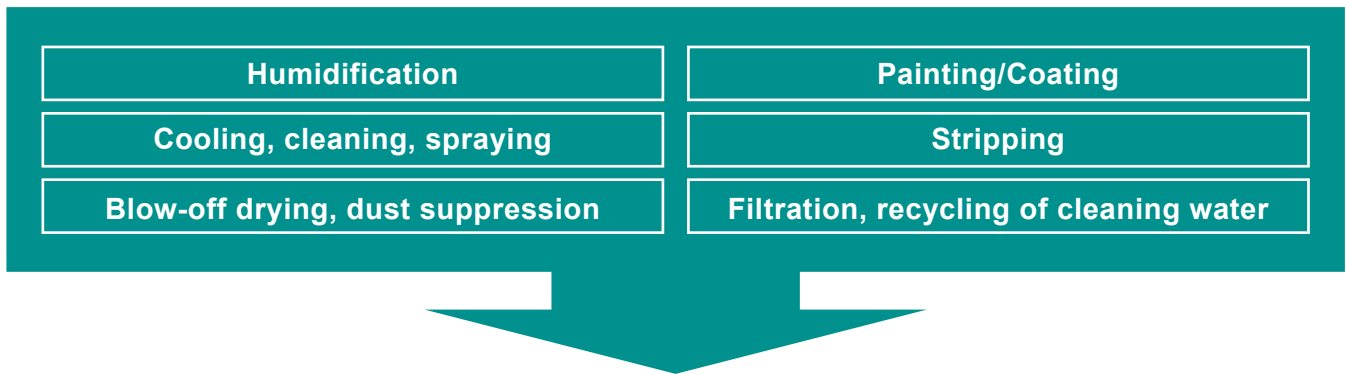 Humidification
Painting/Coating
Cooling, cleaning, spraying
Stripping
Blow-off drying, dust suppression
Filtration, recycling of cleaning water